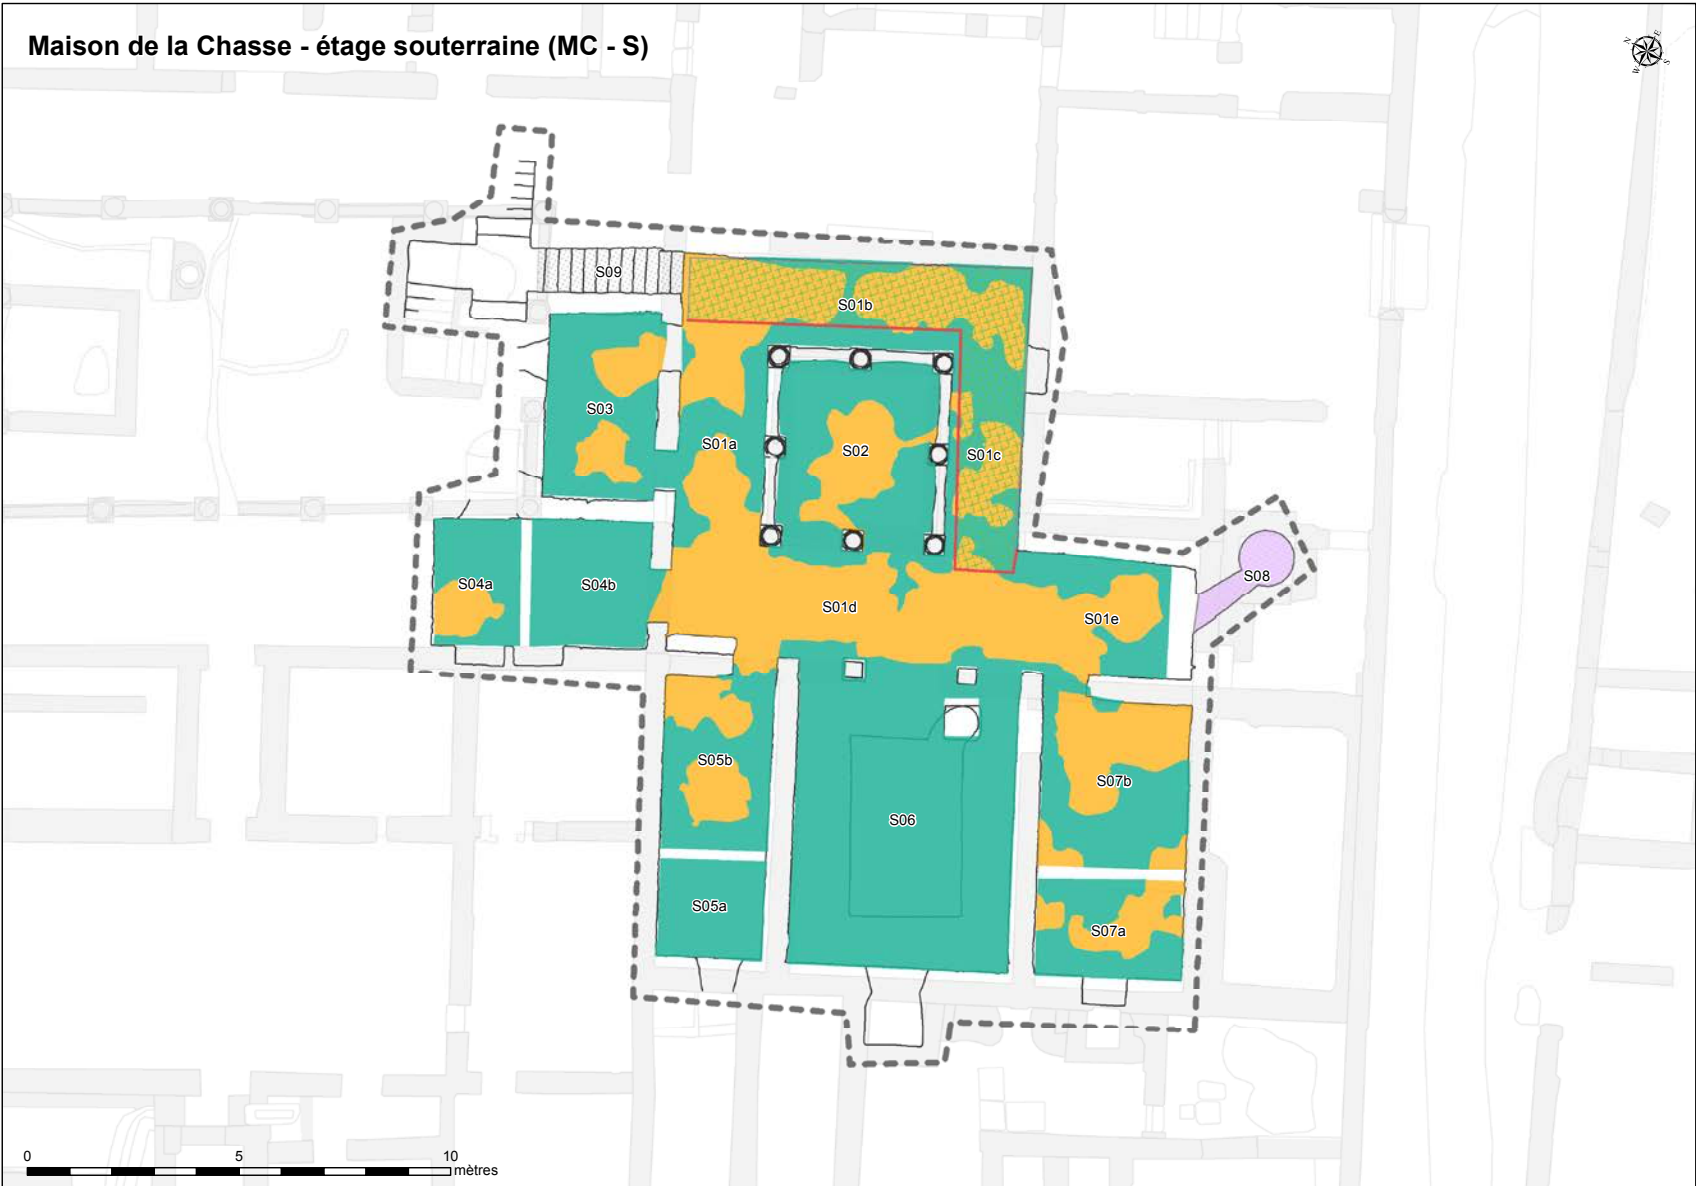 Maison de la Chasse - étage souterraine (MC - S)
N
E
W
S
S09
S01b
S03
S01a
S02
S01c
S04a
S04b
S01d
S01e
S08
S05b
S07b
S06
S05a
S07a
0 5 10
mètres